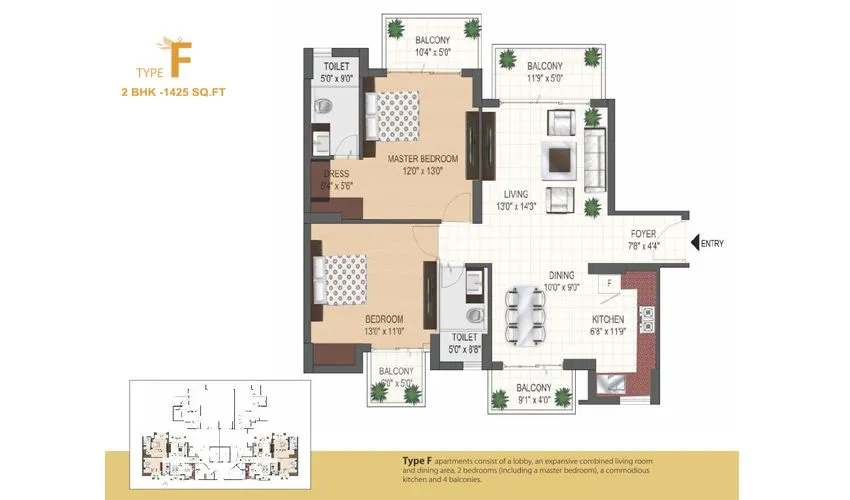 TYPE F
2 BHK -1425 SQ.FT
BALCONY
10'4" x 5'0"
BALCONY
11'9" x 5'0"
TOILET
5'0" x 9'0"
MASTER BEDROOM
12'0" x 13'0"
DRESS
5'4" x 5'6"
LIVING
13'0" x 14'3"
FOYER
7'8" x 4'4"
ENTRY
DINING
10'0" x 9'0"
F
KITCHEN
6'8" x 11'9"
BEDROOM
13'0" x 11'0"
TOILET
5'0" x 8'8"
BALCONY
x 5'0"
BALCONY
9'1" x 4'0"
Type F apartments consist of a lobby, an expansive combined living room
and dining area, 2 bedrooms (including a master bedroom), a commodious
kitchen and 4 balconies.